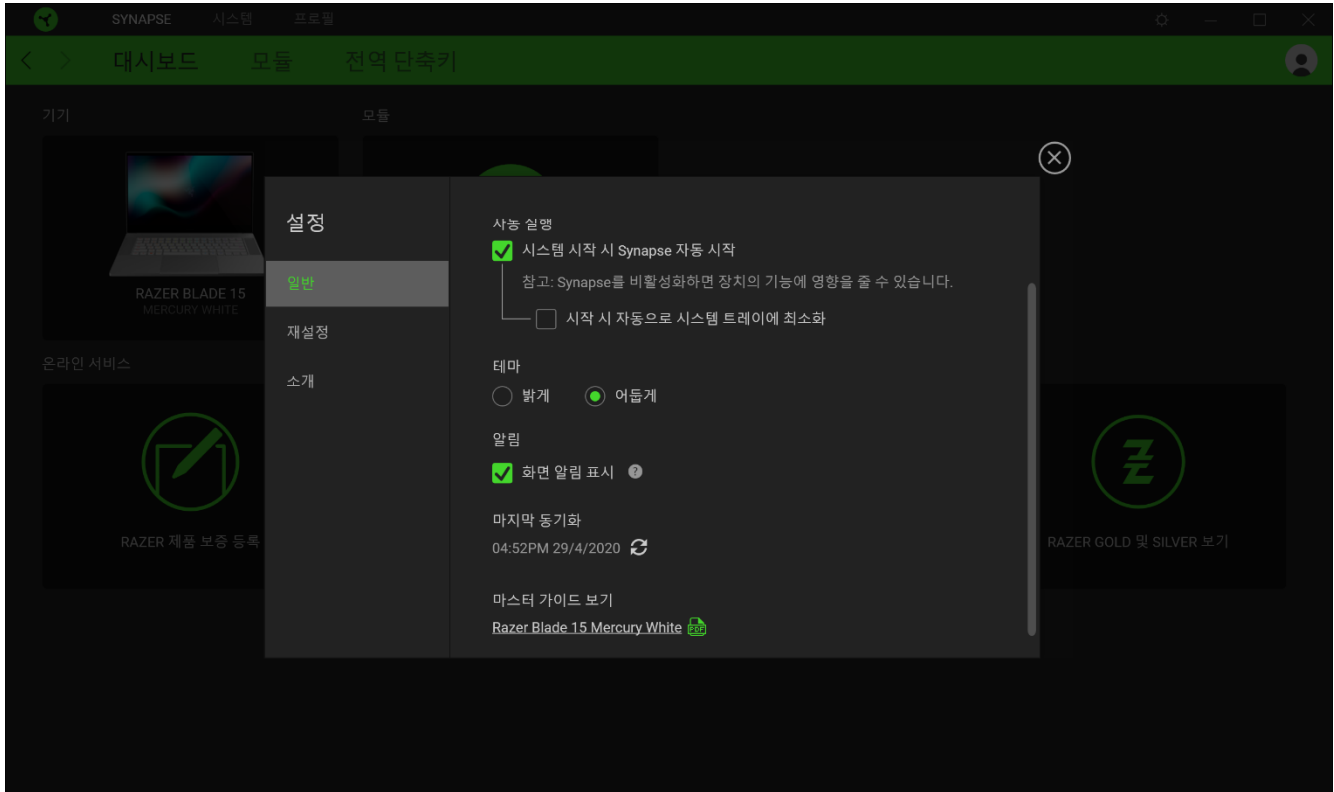 SYNAPSE 시스템 프로필
대시보드 모듈 전역 단축키
기기 모듈
RAZER BLADE 15
MERCURY WHITE
온라인 서비스
RAZER 제품 보증 등록
RAZER GOLD 및 SILVER 보기
설정
일반
재설정
소개
자동 실행
시스템 시작 시 Synapse 자동 시작
참고: Synapse를 비활성화하면 장치의 기능에 영향을 줄 수 있습니다.
시작 시 자동으로 시스템 트레이에 최소화
테마
밝게 어둡게
알림
화면 알림 표시 ?
마지막 동기화
04:52PM 29/4/2020
마스터 가이드 보기
Razer Blade 15 Mercury White PDF